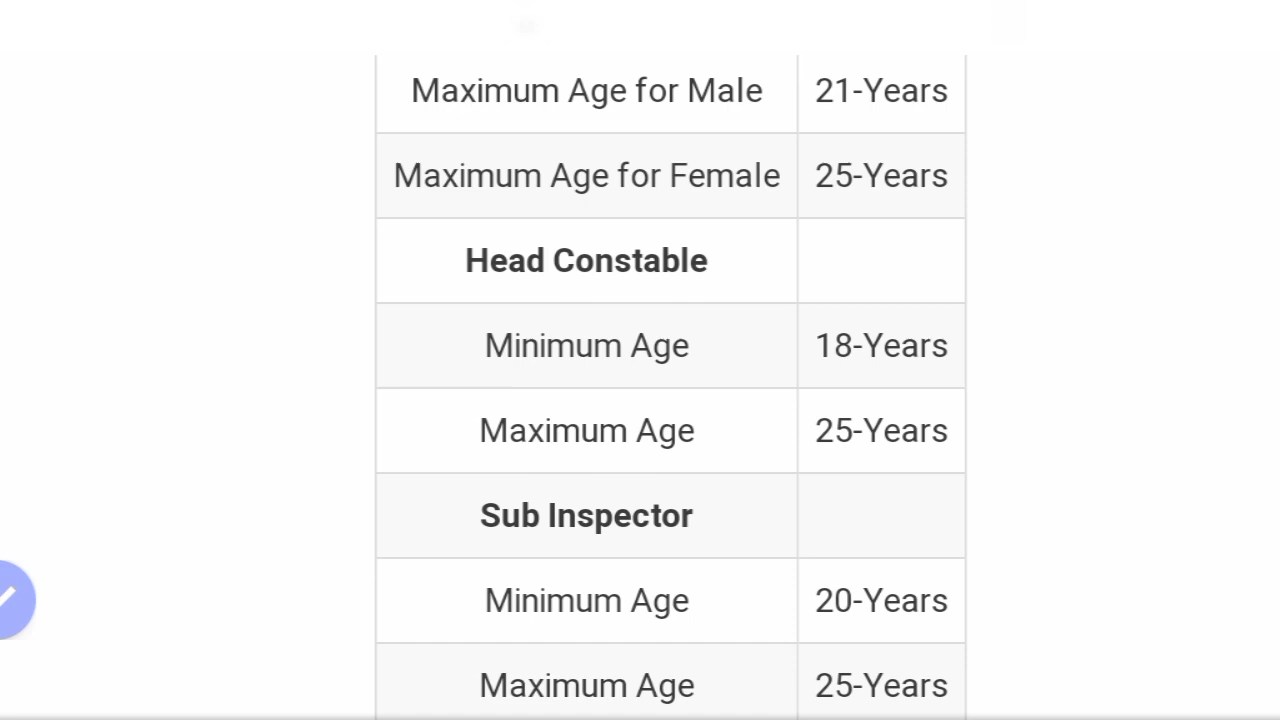 Maximum Age for Male 21-Years
Maximum Age for Female 25-Years
Head Constable
Minimum Age 18-Years
Maximum Age 25-Years
Sub Inspector
Minimum Age 20-Years
Maximum Age 25-Years